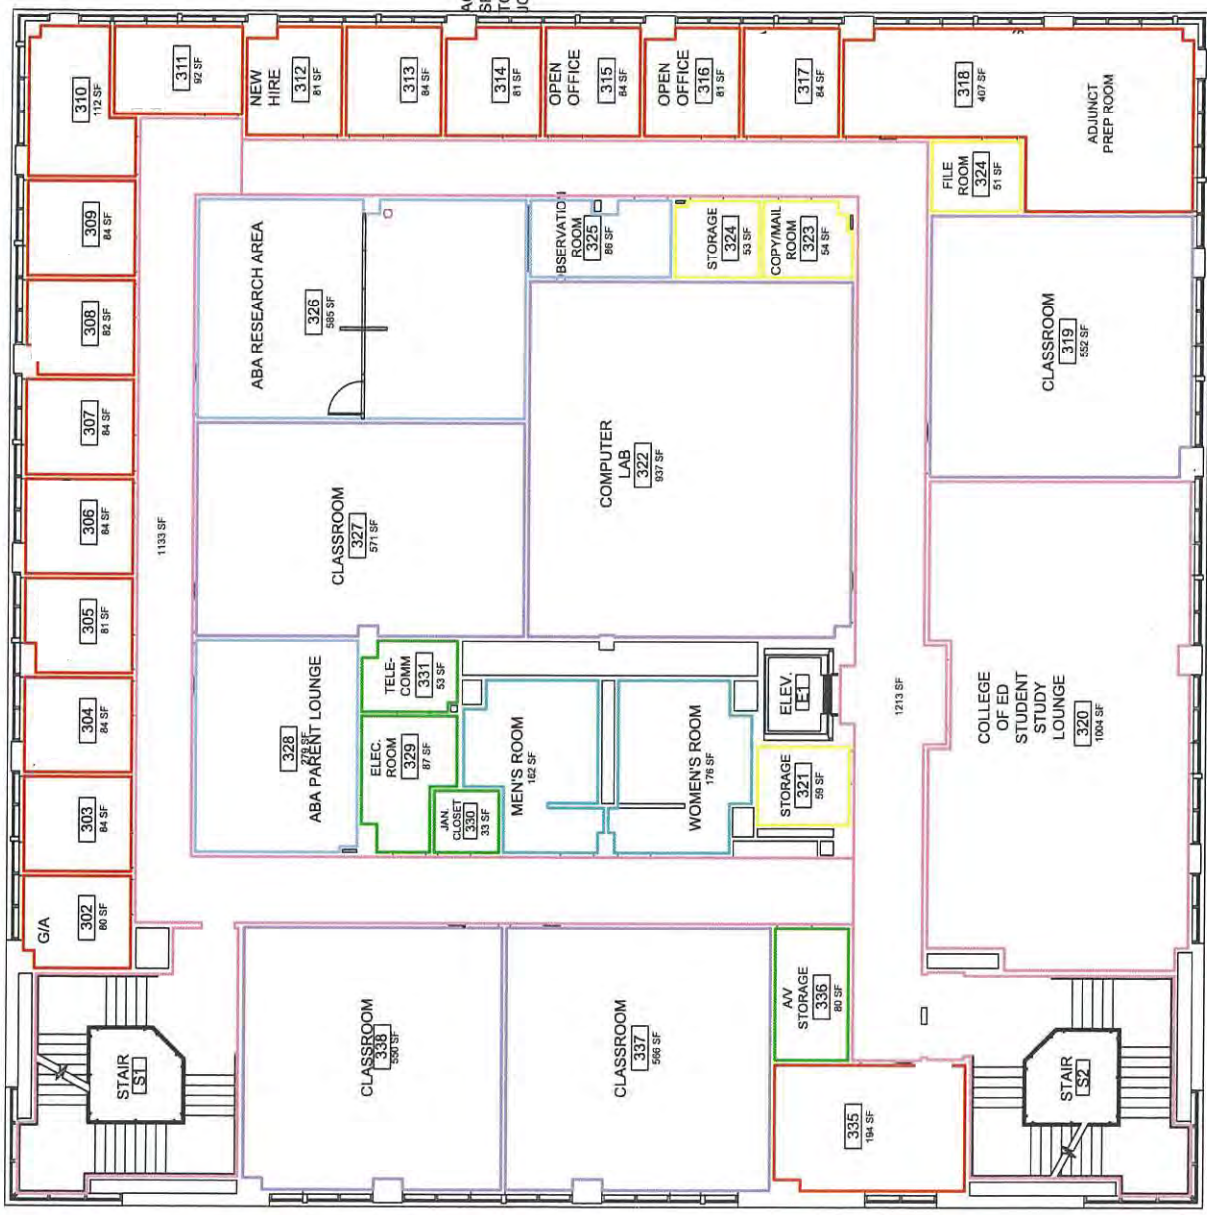 310
112 SF
311
92 SF
NEW
HIRE
312
81 SF
313
84 SF
314
81 SF
OPEN
OFFICE
315
84 SF
OPEN
OFFICE
316
81 SF
317
84 SF
318
407 SF
ADJUNCT
PREP ROOM
FILE
ROOM
324
51 SF
309
84 SF
308
82 SF
307
84 SF
306
84 SF
305
81 SF
304
84 SF
303
84 SF
G/A
302
80 SF
1133 SF
ABA RESEARCH AREA
326
585 SF
BSERVATIO
ROOM
325
86 SF
STORAGE
324
53 SF
COPY/MAIL
ROOM
323
54 SF
CLASSROOM
319
552 SF
CLASSROOM
327
571 SF
COMPUTER
LAB
322
937 SF
328
279 SF
ABA PARENT LOUNGE
TELE-
COMM
331
53 SF
ELEC.
ROOM
329
87 SF
JAN.
CLOSET
330
33 SF
MEN'S ROOM
162 SF
WOMEN'S ROOM
176 SF
ELEV.
E1
STORAGE
321
59 SF
1213 SF
COLLEGE
OF ED
STUDENT
STUDY
LOUNGE
320
1004 SF
STAIR
S1
CLASSROOM
338
550 SF
CLASSROOM
337
566 SF
A/V
STORAGE
336
80 SF
335
194 SF
STAIR
S2